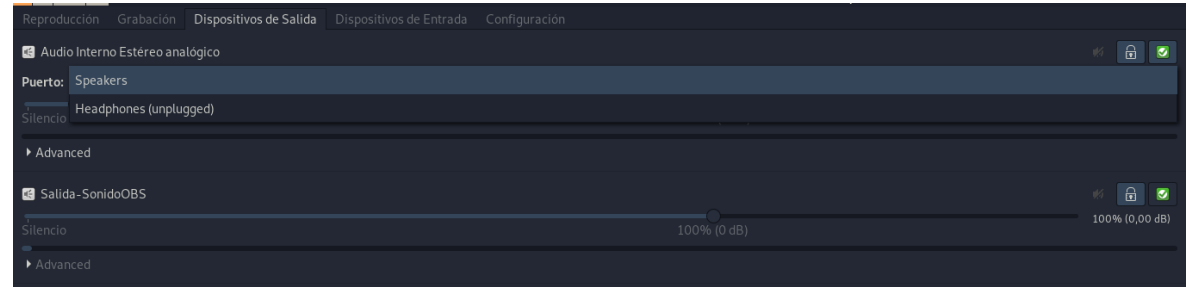 Reproducción Grabación Dispositivos de Salida Dispositivos de Entrada Configuración
Audio Interno Estéreo analógico
Puerto: Speakers
Headphones (unplugged)
Silencio
Advanced
Salida-SonidoOBS
100% (0,00 dB)
Silencio 100% (0 dB)
Advanced